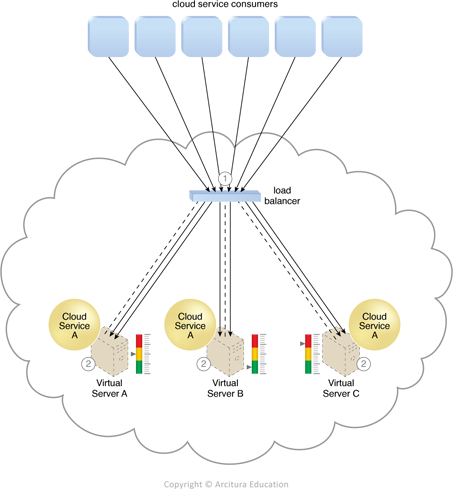 cloud service consumers
1
load
balancer
Cloud
Service
A
Cloud
Service
A
Cloud
Service
A
2
2
2
Virtual
Server A
Virtual
Server B
Virtual
Server C
Copyright © Arcitura Education